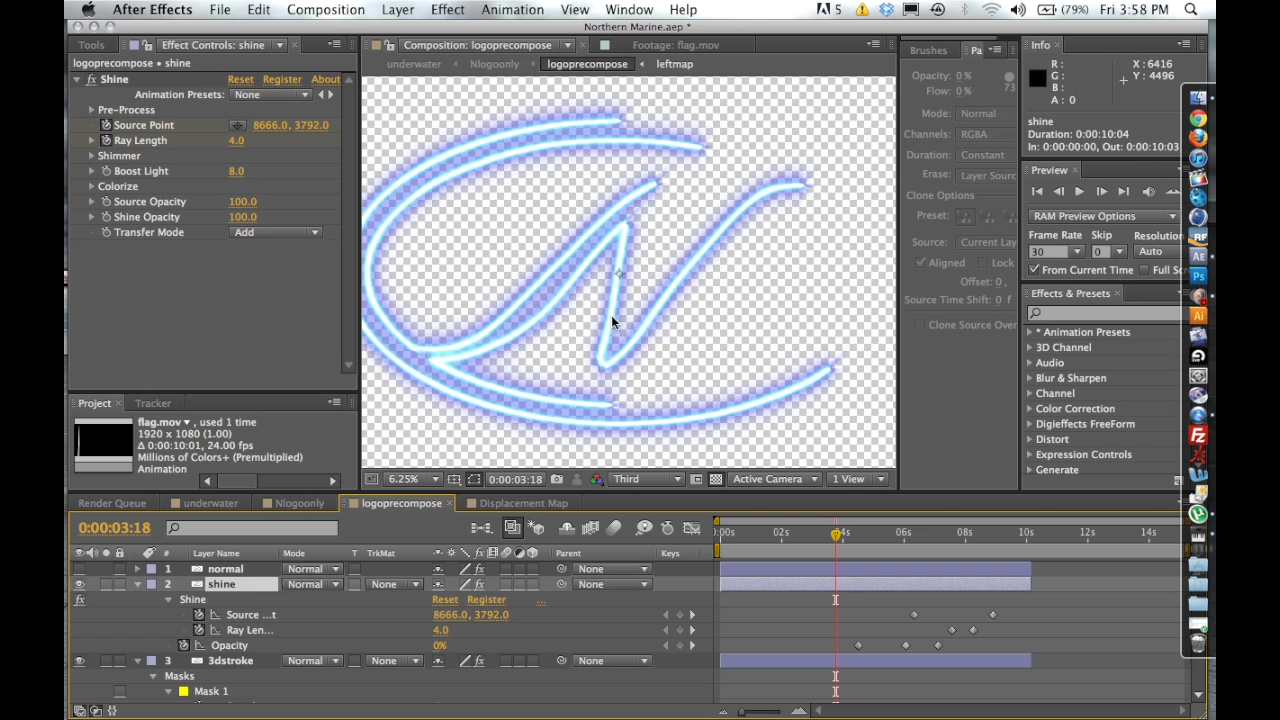 After Effects File Edit Composition Layer Effect Animation View Window Help 5 (79%) Fri 3:58 PM
Northern Marine.aep *
Tools Effect Controls: shine Composition: logoprecompose Footage: flag.mov Brushes Pa Info
logoprecompose • shine underwater Nlogoonly logoprecompose leftmap
fx Shine Reset Register About
Animation Presets: None
Pre-Process
Source Point 8666.0, 3792.0
Ray Length 4.0
Shimmer
Boost Light 8.0
Colorize
Source Opacity 100.0
Shine Opacity 100.0
Transfer Mode Add
Opacity: 0 %
Flow: 0 %
73
Mode: Normal
Channels: RGBA
Duration: Constant
Erase: Layer Sourc
Clone Options
Preset:
Source: Current Lay
Aligned Lock
Offset: 0 ,
Source Time Shift: 0 f
Clone Source Over
R : X : 6416
G : Y : 4496
B :
A : 0
shine
Duration: 0:00:10:04
In: 0:00:00:00, Out: 0:00:10:03
Preview
RAM Preview Options
Frame Rate Skip Resolution
30 0 Auto
From Current Time Full Scr
Effects & Presets
* Animation Presets
3D Channel
Audio
Blur & Sharpen
Channel
Color Correction
Digieffects FreeForm
Distort
Expression Controls
Generate
Project Tracker
flag.mov , used 1 time
1920 x 1080 (1.00)
Δ 0:00:10:01, 24.00 fps
Millions of Colors+ (Premultiplied)
Animation
6.25% 0:00:03:18 Third Active Camera 1 View
Render Queue underwater Nlogoonly logoprecompose Displacement Map
0:00:03:18 :00s 02s 04s 06s 08s 10s 12s 14s
# Layer Name Mode T TrkMat Parent Keys
1 normal Normal None
2 shine Normal None None
fx Shine Reset Register ...
Source ...t 8666.0, 3792.0
Ray Len... 4.0
Opacity 0%
3 3dstroke Normal None None
Masks
Mask 1
RF
AE
Ps
Ai
Fz